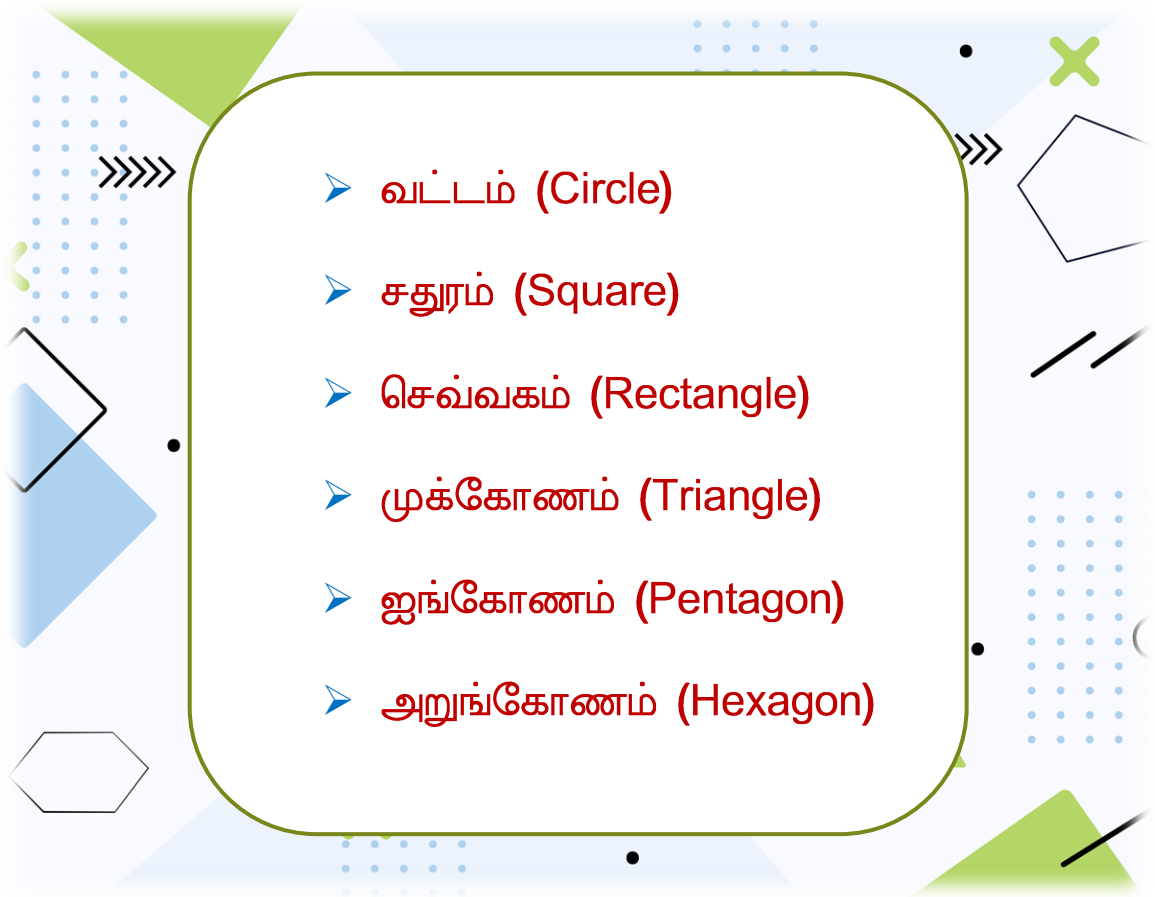 வட்டம் (Circle)
சதுரம் (Square)
செவ்வகம் (Rectangle)
முக்கோணம் (Triangle)
ஐங்கோணம் (Pentagon)
அறுங்கோணம் (Hexagon)